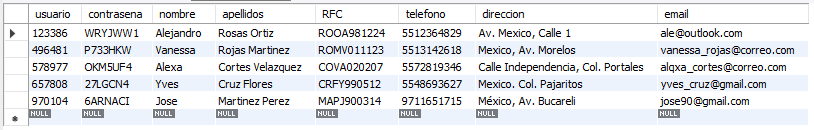 usuario contrasena nombre apellidos RFC telefono direccion email
123386 WRYJWW1 Alejandro Rosas Ortiz ROOA981224 5512364829 Av. Mexico, Calle 1 ale@outlook.com
496481 P733HKW Vanessa Rojas Martinez ROMV011123 5513142618 Mexico, Av. Morelos vanessa_rojas@correo.com
578977 OKM5UF4 Alexa Cortes Velazquez COVA020207 5572819346 Calle Independencia, Col. Portales alqxa_cortes@correo.com
657808 27LGCN4 Yves Cruz Flores CRFY990512 5548693627 Mexico. Col. Pajaritos yves_cruz@gmail.com
970104 6ARNACI Jose Martinez Perez MAPJ900314 9711651715 México, Av. Bucareli jose90@gmail.com
NULL NULL NULL NULL NULL NULL NULL NULL